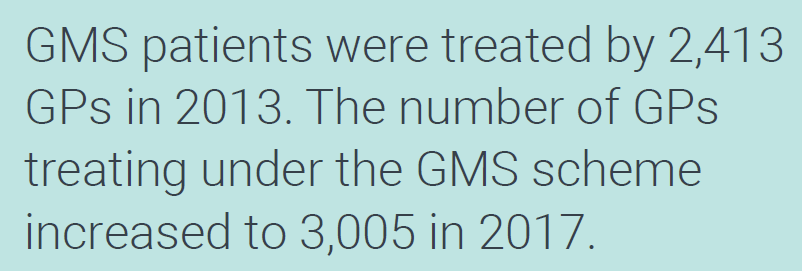 GMS patients were treated by 2,413
GPs in 2013. The number of GPs
treating under the GMS scheme
increased to 3,005 in 2017.